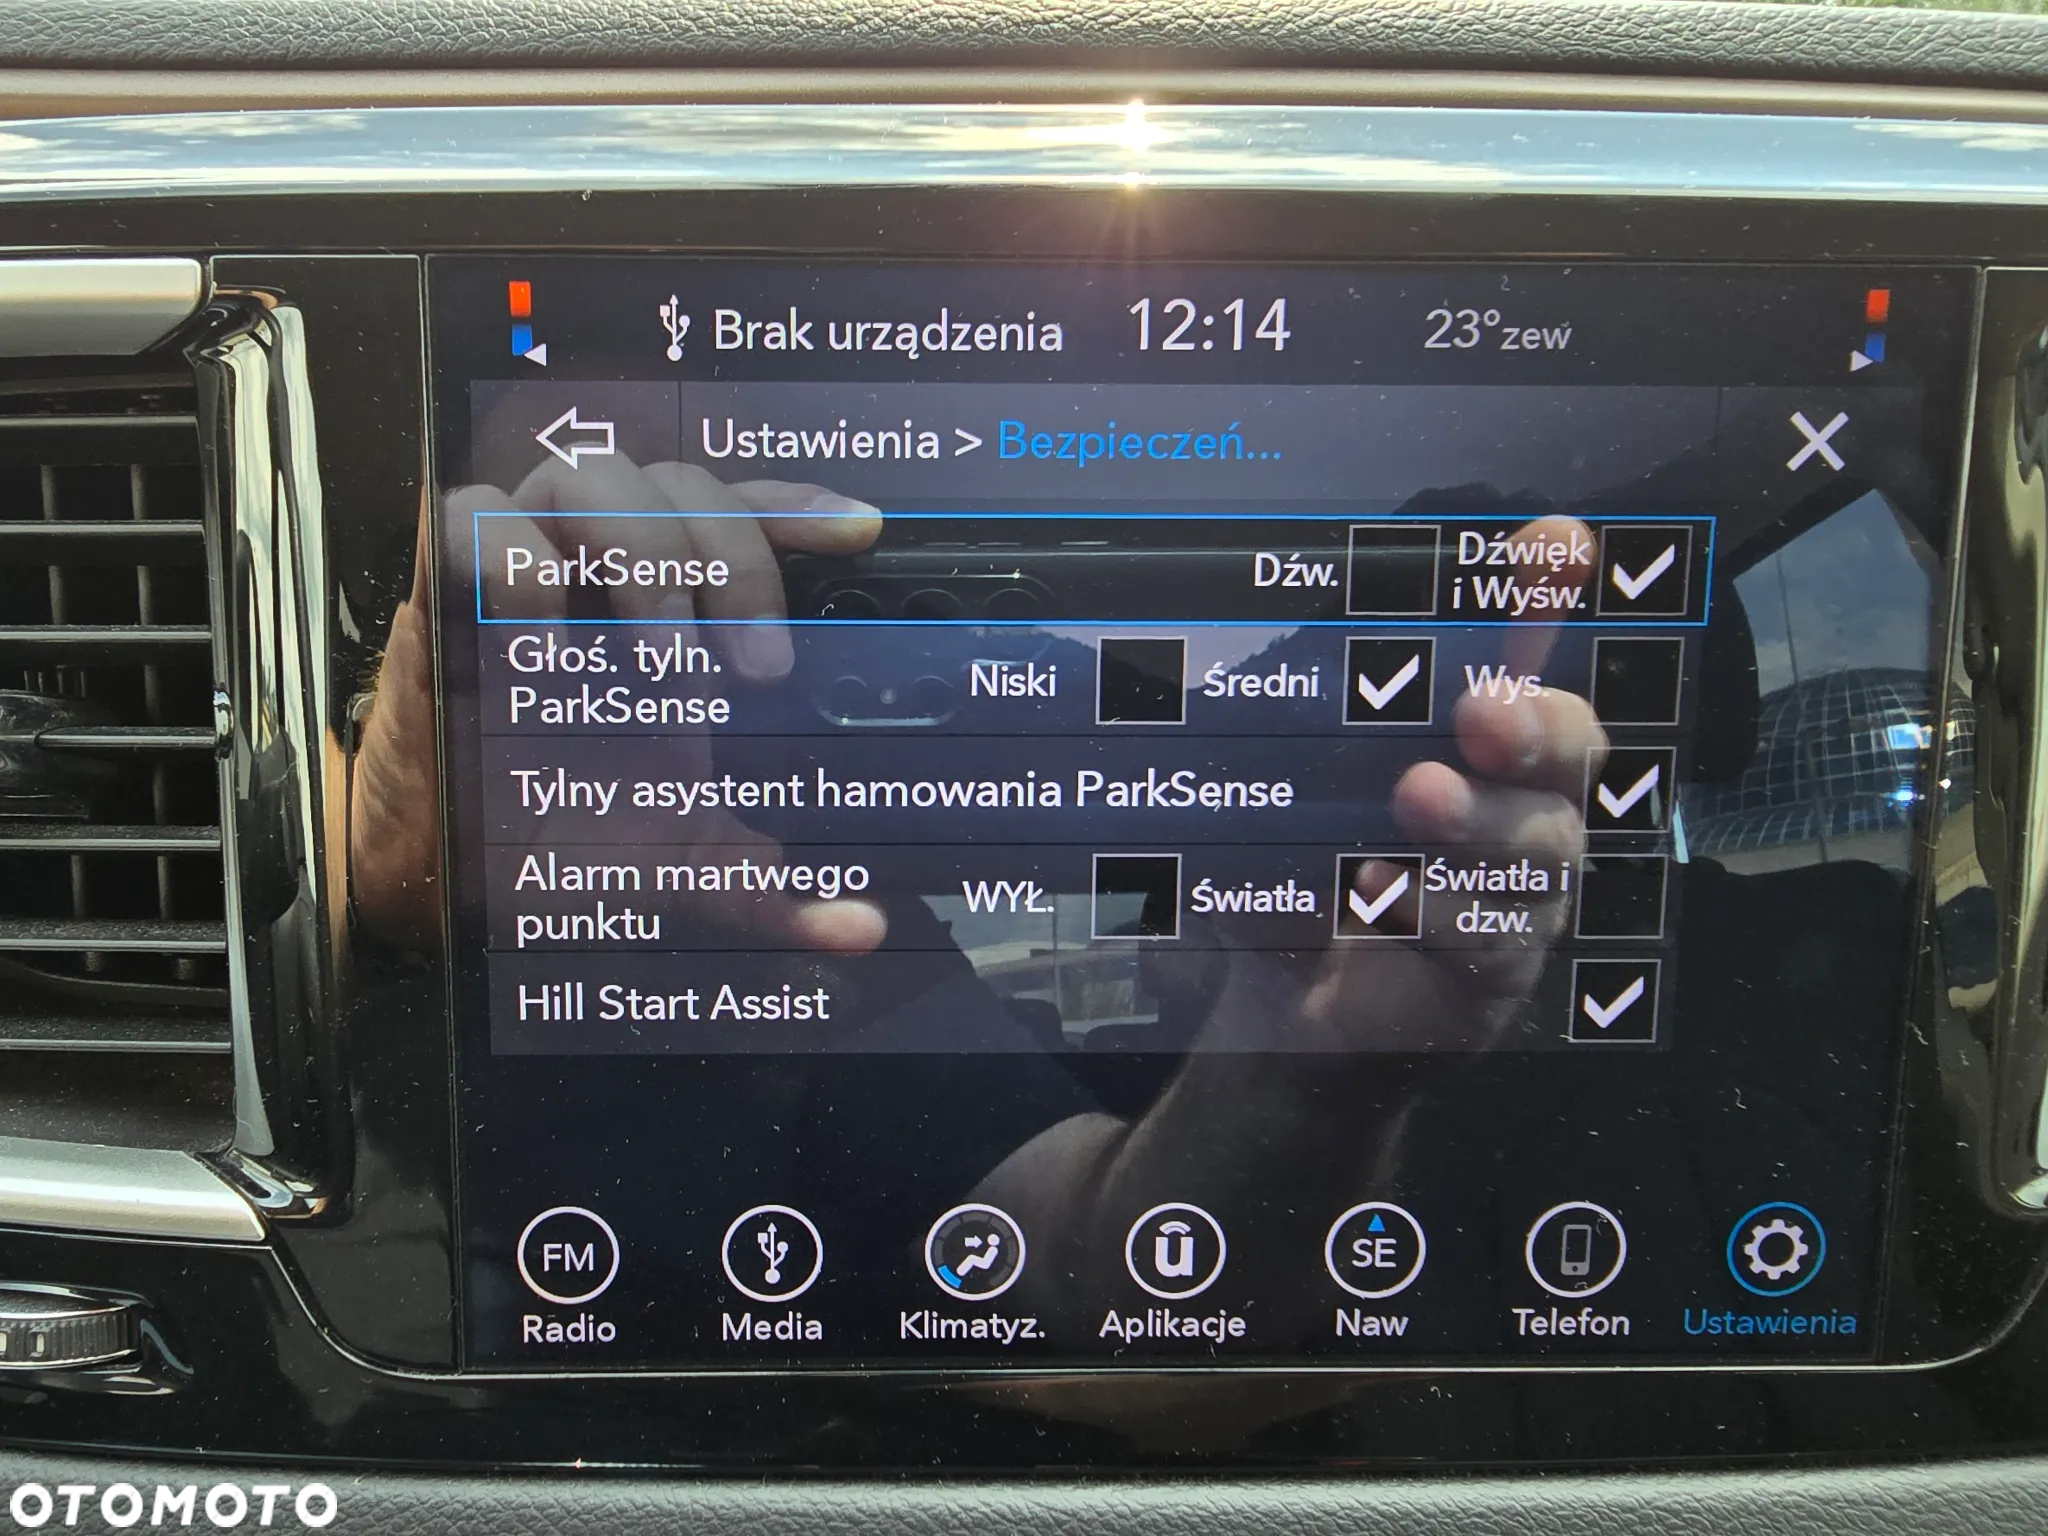 Brak urządzenia 12:14 23°zew
Ustawienia > Bezpieczeń...
ParkSense Dźw. Dźwięk
i Wyśw.
Głoś. tyln.
ParkSense Niski Średni Wys.
Tylny asystent hamowania ParkSense
Alarm martwego
punktu WYŁ. Światła Światła i
dzw.
Hill Start Assist
FM u SE
Radio Media Klimatyz. Aplikacje Naw Telefon Ustawienia
OTOMOTO